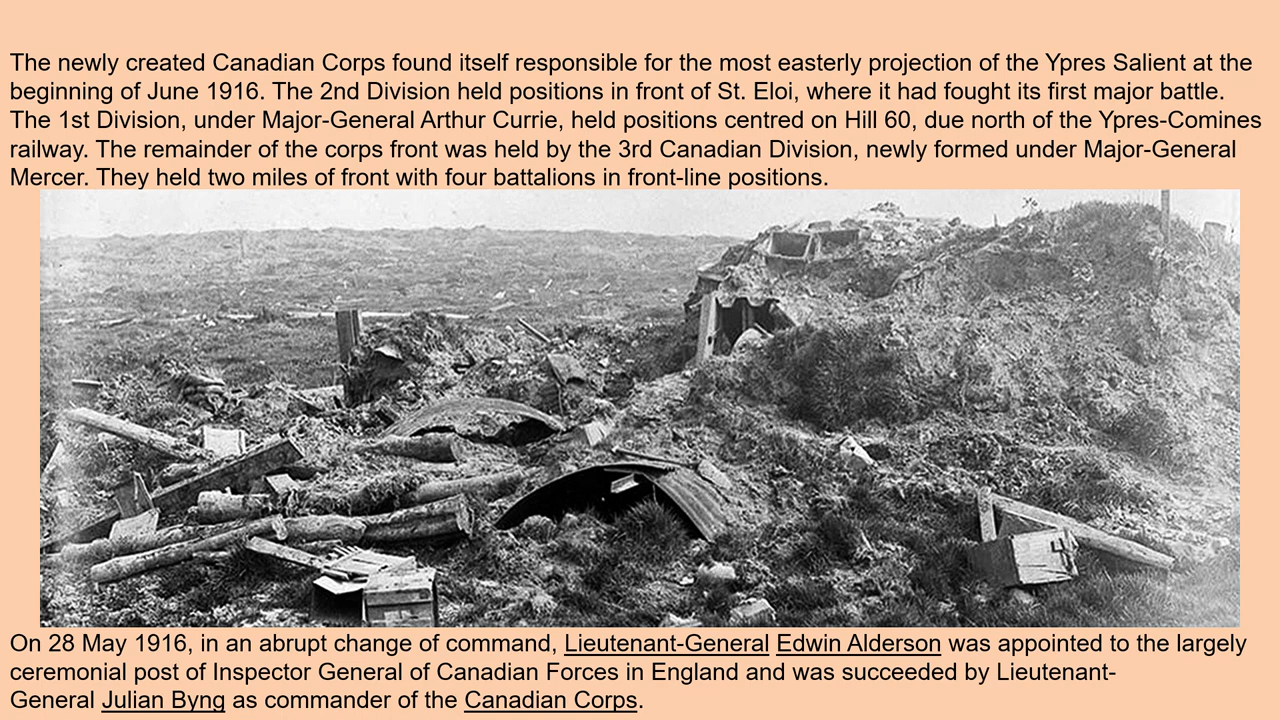 The newly created Canadian Corps found itself responsible for the most easterly projection of the Ypres Salient at the
beginning of June 1916. The 2nd Division held positions in front of St. Eloi, where it had fought its first major battle.
The 1st Division, under Major-General Arthur Currie, held positions centred on Hill 60, due north of the Ypres-Comines
railway. The remainder of the corps front was held by the 3rd Canadian Division, newly formed under Major-General
Mercer. They held two miles of front with four battalions in front-line positions.
On 28 May 1916, in an abrupt change of command, Lieutenant-General Edwin Alderson was appointed to the largely
ceremonial post of Inspector General of Canadian Forces in England and was succeeded by Lieutenant-
General Julian Byng as commander of the Canadian Corps.